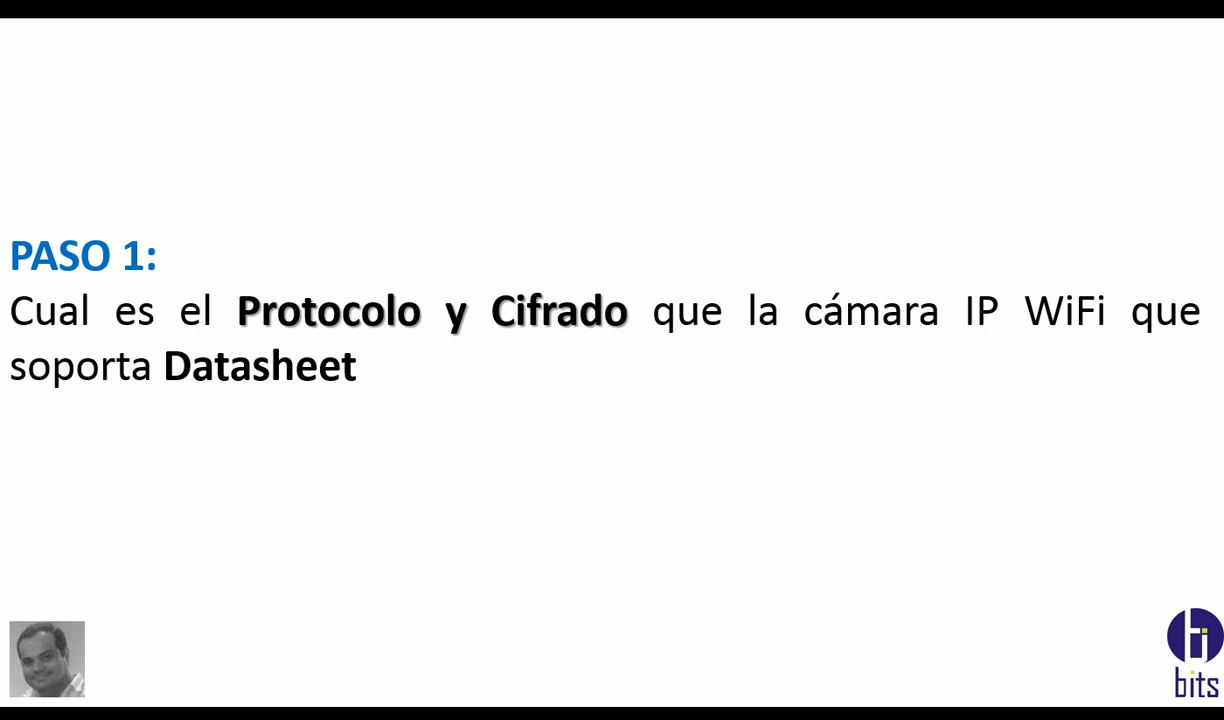 PASO 1:
Cual es el Protocolo y Cifrado que la cámara IP WiFi que
soporta Datasheet
bits